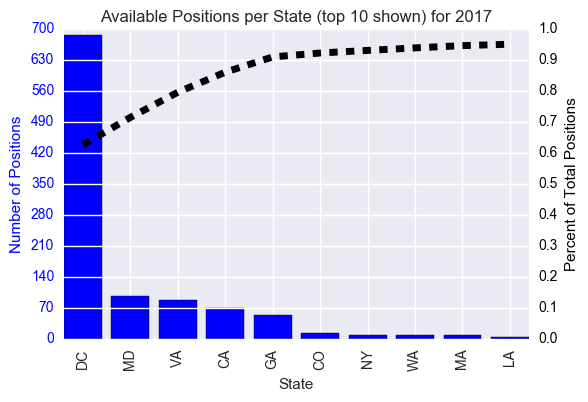 Available Positions per State (top 10 shown) for 2017
Number of Positions
700
630
560
490
420
350
280
210
140
70
0
1.0
0.9
0.8
0.7
0.6
0.5
0.4
0.3
0.2
0.1
0.0
Percent of Total Positions
DC
MD
VA
CA
GA
CO
NY
WA
MA
LA
State